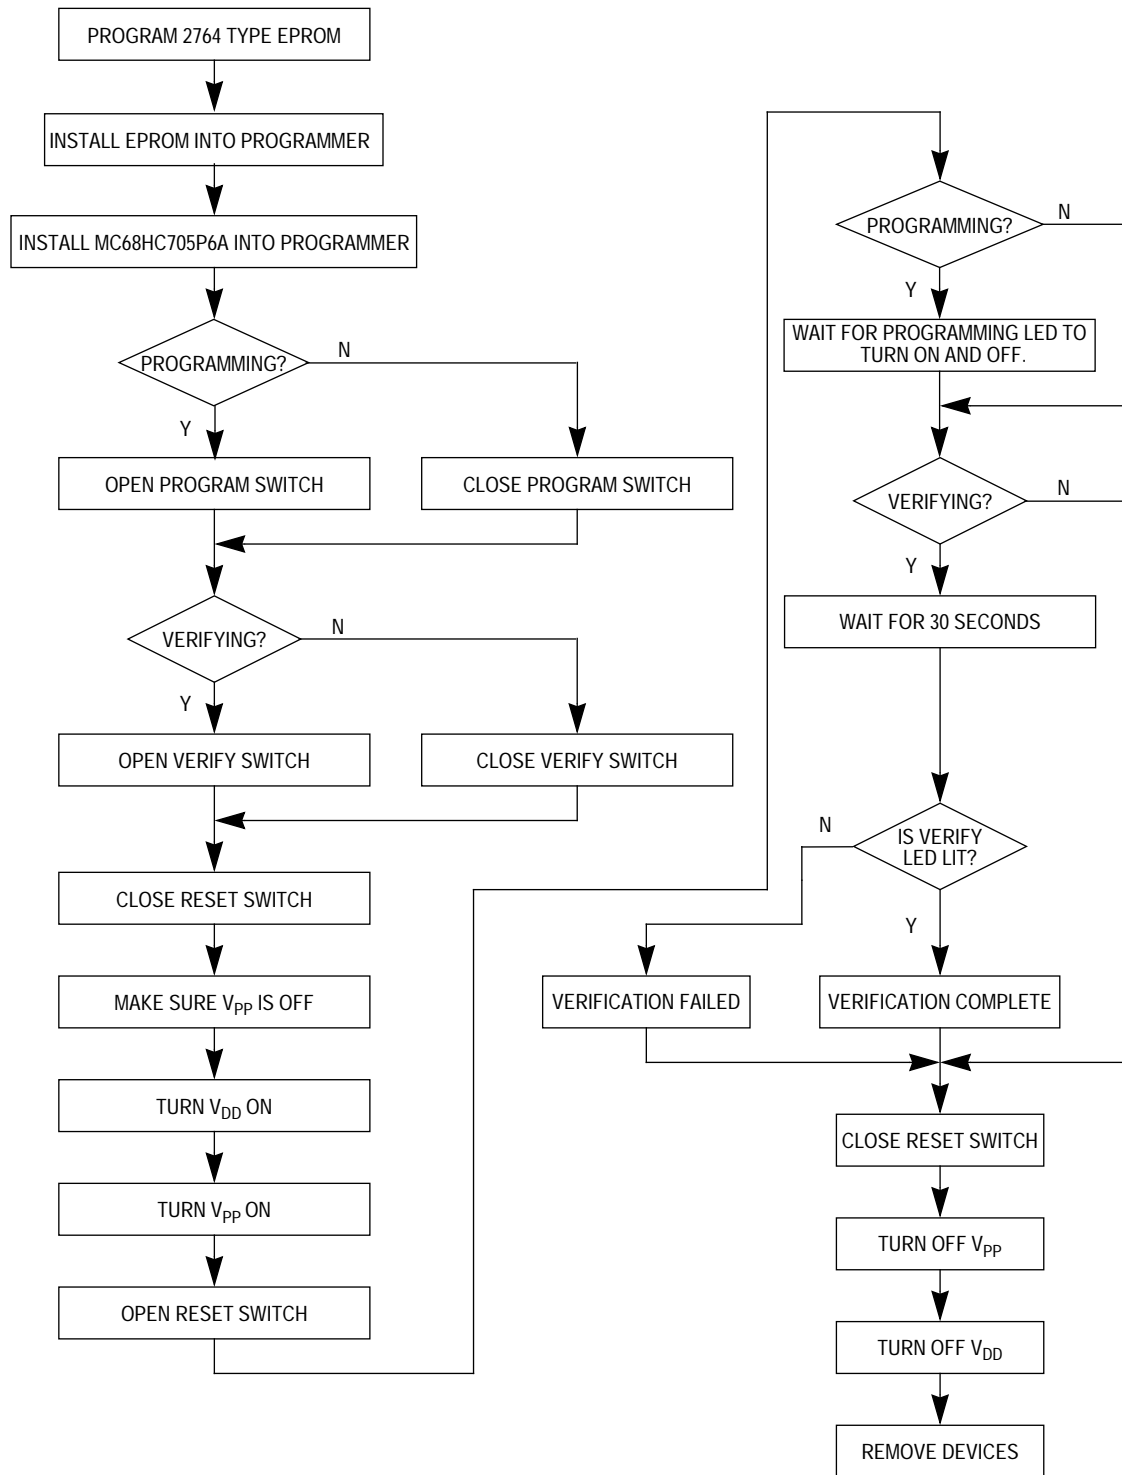 PROGRAM 2764 TYPE EPROM
INSTALL EPROM INTO PROGRAMMER
INSTALL MC68HC705P6A INTO PROGRAMMER
PROGRAMMING?
N
Y
OPEN PROGRAM SWITCH
CLOSE PROGRAM SWITCH
VERIFYING?
N
Y
OPEN VERIFY SWITCH
CLOSE VERIFY SWITCH
CLOSE RESET SWITCH
MAKE SURE VPP IS OFF
TURN VDD ON
TURN VPP ON
OPEN RESET SWITCH
PROGRAMMING?
N
Y
WAIT FOR PROGRAMMING LED TO
TURN ON AND OFF.
VERIFYING?
N
Y
WAIT FOR 30 SECONDS
N
IS VERIFY
LED LIT?
Y
VERIFICATION FAILED
VERIFICATION COMPLETE
CLOSE RESET SWITCH
TURN OFF VPP
TURN OFF VDD
REMOVE DEVICES